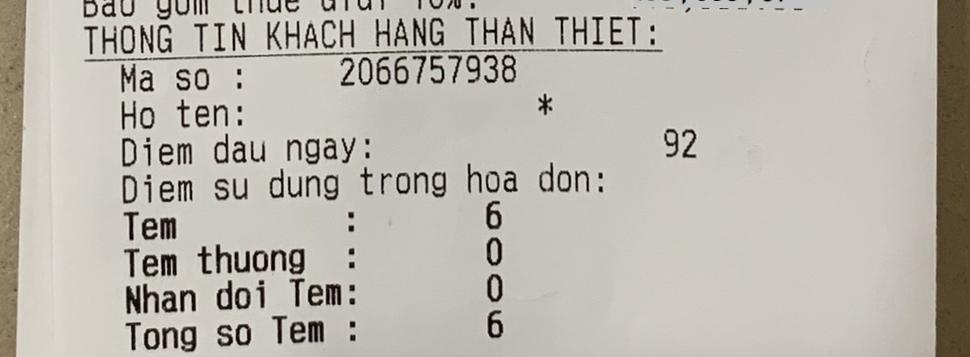 Bao gom thue GTGT 10%:
THONG TIN KHACH HANG THAN THIET:
Ma so : 2066757938
Ho ten: *
Diem dau ngay: 92
Diem su dung trong hoa don:
Tem : 6
Tem thuong : 0
Nhan doi Tem: 0
Tong so Tem : 6